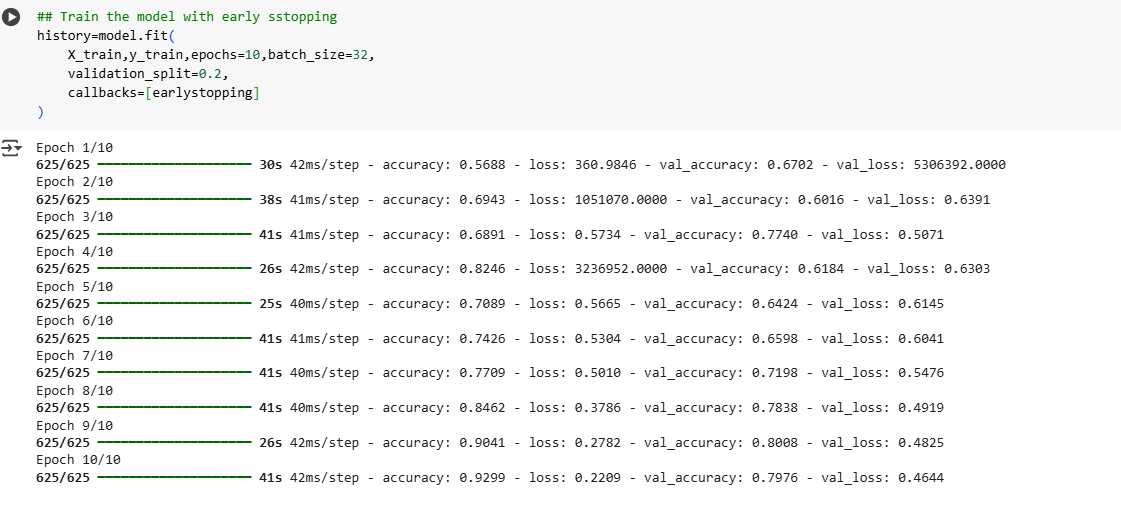 ## Train the model with early sstopping
history=model.fit(
    X_train,y_train,epochs=10,batch_size=32,
    validation_split=0.2,
    callbacks=[earlystopping]
)
Epoch 1/10
625/625 30s 42ms/step - accuracy: 0.5688 - loss: 360.9846 - val_accuracy: 0.6702 - val_loss: 5306392.0000
Epoch 2/10
625/625 38s 41ms/step - accuracy: 0.6943 - loss: 1051070.0000 - val_accuracy: 0.6016 - val_loss: 0.6391
Epoch 3/10
625/625 41s 41ms/step - accuracy: 0.6891 - loss: 0.5734 - val_accuracy: 0.7740 - val_loss: 0.5071
Epoch 4/10
625/625 26s 42ms/step - accuracy: 0.8246 - loss: 3236952.0000 - val_accuracy: 0.6184 - val_loss: 0.6303
Epoch 5/10
625/625 25s 40ms/step - accuracy: 0.7089 - loss: 0.5665 - val_accuracy: 0.6424 - val_loss: 0.6145
Epoch 6/10
625/625 41s 41ms/step - accuracy: 0.7426 - loss: 0.5304 - val_accuracy: 0.6598 - val_loss: 0.6041
Epoch 7/10
625/625 41s 40ms/step - accuracy: 0.7709 - loss: 0.5010 - val_accuracy: 0.7198 - val_loss: 0.5476
Epoch 8/10
625/625 41s 40ms/step - accuracy: 0.8462 - loss: 0.3786 - val_accuracy: 0.7838 - val_loss: 0.4919
Epoch 9/10
625/625 26s 42ms/step - accuracy: 0.9041 - loss: 0.2782 - val_accuracy: 0.8008 - val_loss: 0.4825
Epoch 10/10
625/625 41s 42ms/step - accuracy: 0.9299 - loss: 0.2209 - val_accuracy: 0.7976 - val_loss: 0.4644